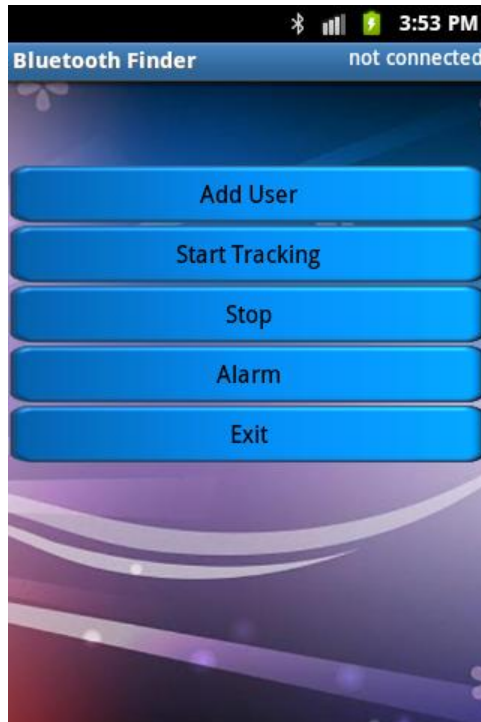 3:53 PM
Bluetooth Finder not connected
Add User
Start Tracking
Stop
Alarm
Exit